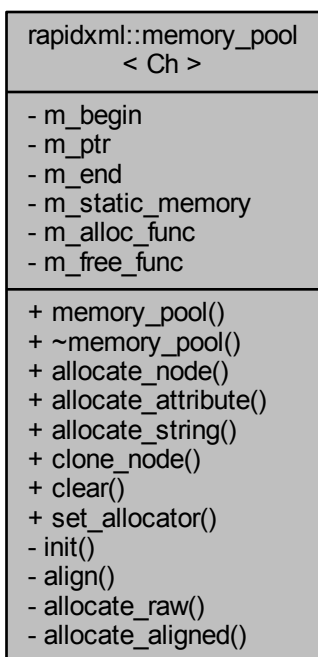 rapidxml::memory_pool
< Ch >
- m_begin
- m_ptr
- m_end
- m_static_memory
- m_alloc_func
- m_free_func
+ memory_pool()
+ ~memory_pool()
+ allocate_node()
+ allocate_attribute()
+ allocate_string()
+ clone_node()
+ clear()
+ set_allocator()
- init()
- align()
- allocate_raw()
- allocate_aligned()